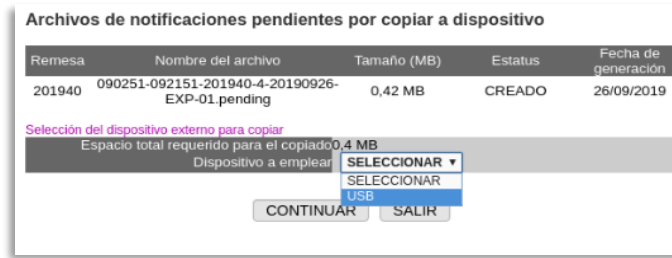 Archivos de notificaciones pendientes por copiar a dispositivo
Remesa Nombre del archivo Tamaño (MB) Estatus Fecha de generación
201940 090251-092151-201940-4-20190926-EXP-01.pending 0,42 MB CREADO 26/09/2019
Selección del dispositivo externo para copiar
Espacio total requerido para el copiado 0,4 MB
Dispositivo a emplear SELECCIONAR
SELECCIONAR
USB
CONTINUAR SALIR